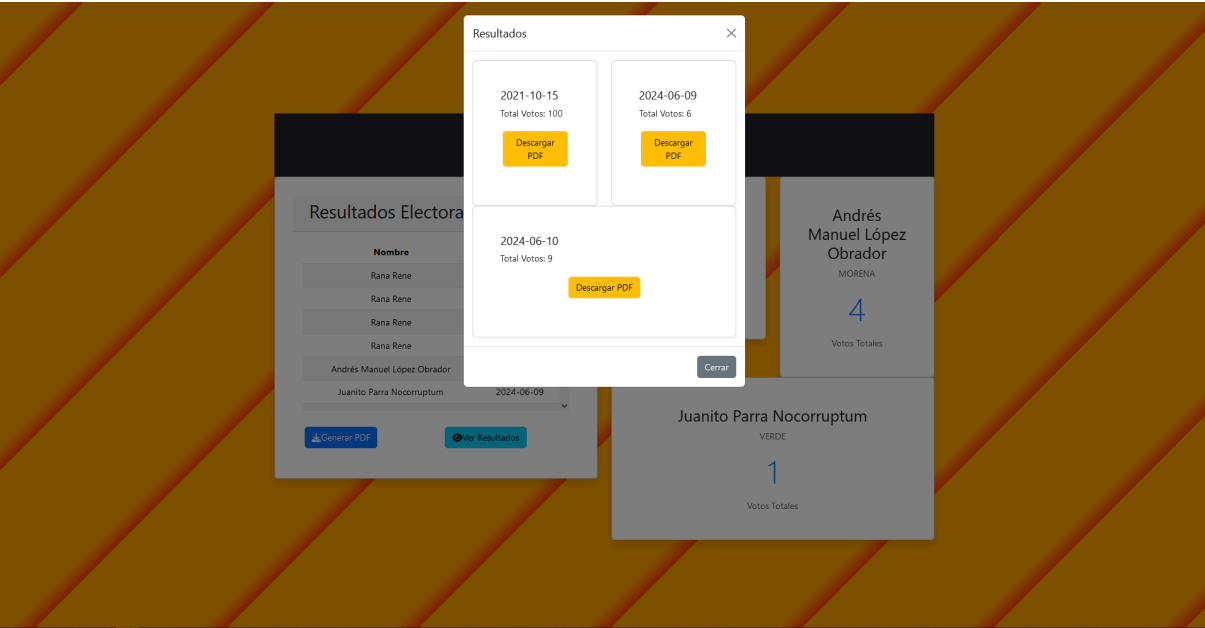 Resultados
2021-10-15
Total Votos: 100
Descargar
PDF
2024-06-09
Total Votos: 6
Descargar
PDF
2024-06-10
Total Votos: 9
Descargar PDF
Cerrar
Resultados Electora
Nombre
Rana Rene
Rana Rene
Rana Rene
Rana Rene
Andrés Manuel López Obrador
Juanito Parra Nocorruptum 2024-06-09
Generar PDF
Ver Resultados
Andrés
Manuel López
Obrador
MORENA
4
Votos Totales
Juanito Parra Nocorruptum
VERDE
1
Votos Totales